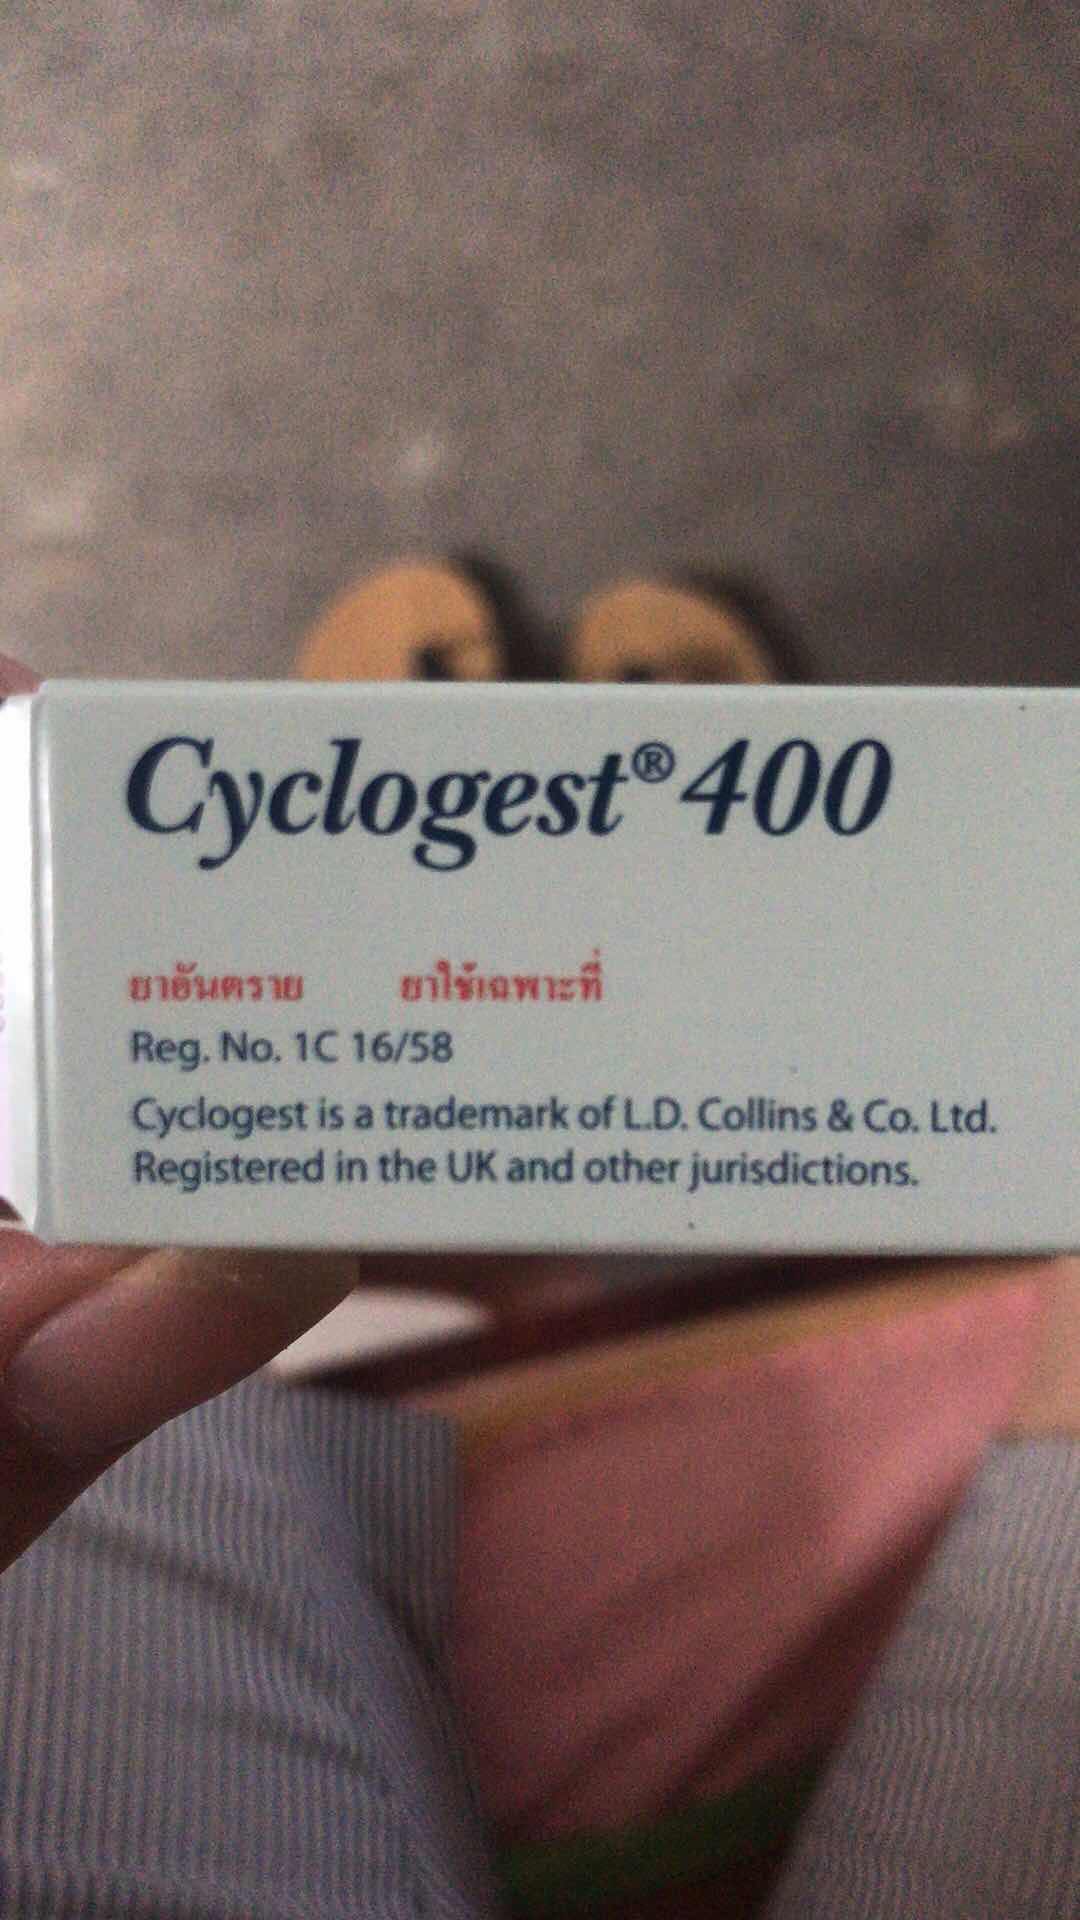 Cyclogest® 400
ยาอันตราย ยาใช้เฉพาะที่
Reg. No. 1C 16/58
Cyclogest is a trademark of L.D. Collins & Co. Ltd.
Registered in the UK and other jurisdictions.